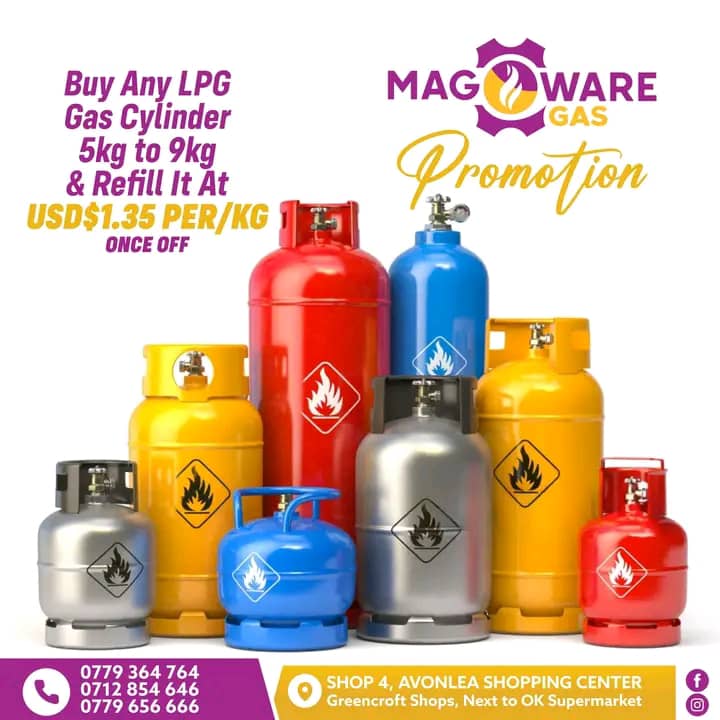 Buy Any LPG
Gas Cylinder
5kg to 9kg
& Refill It At
USD$1.35 PER/KG
ONCE OFF
MAGOWARE
GAS
Promotion
0779 364 764
0712 854 646
0779 656 666
SHOP 4, AVONLEA SHOPPING CENTER
Greencroft Shops, Next to OK Supermarket